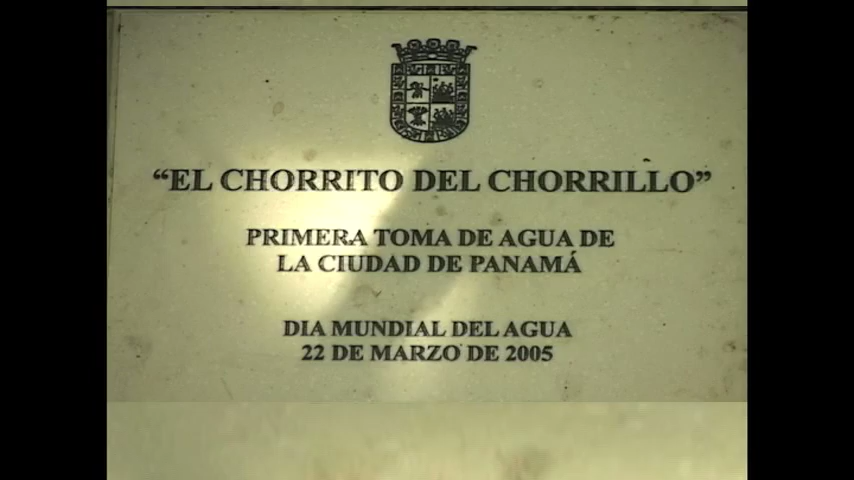 "EL CHORRITO DEL CHORRILLO"
PRIMERA TOMA DE AGUA DE
LA CIUDAD DE PANAMÁ
DIA MUNDIAL DEL AGUA
22 DE MARZO DE 2005